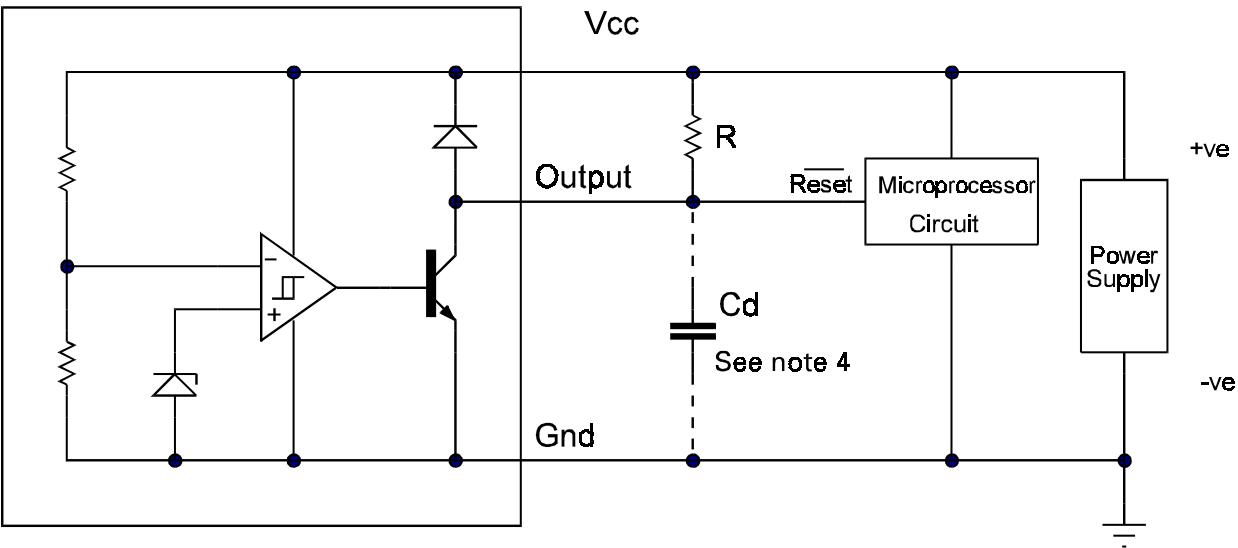 Vcc
R
+ve
Output
Reset
Microprocessor
Circuit
Power
Supply
−
+
Cd
See note 4
-ve
Gnd